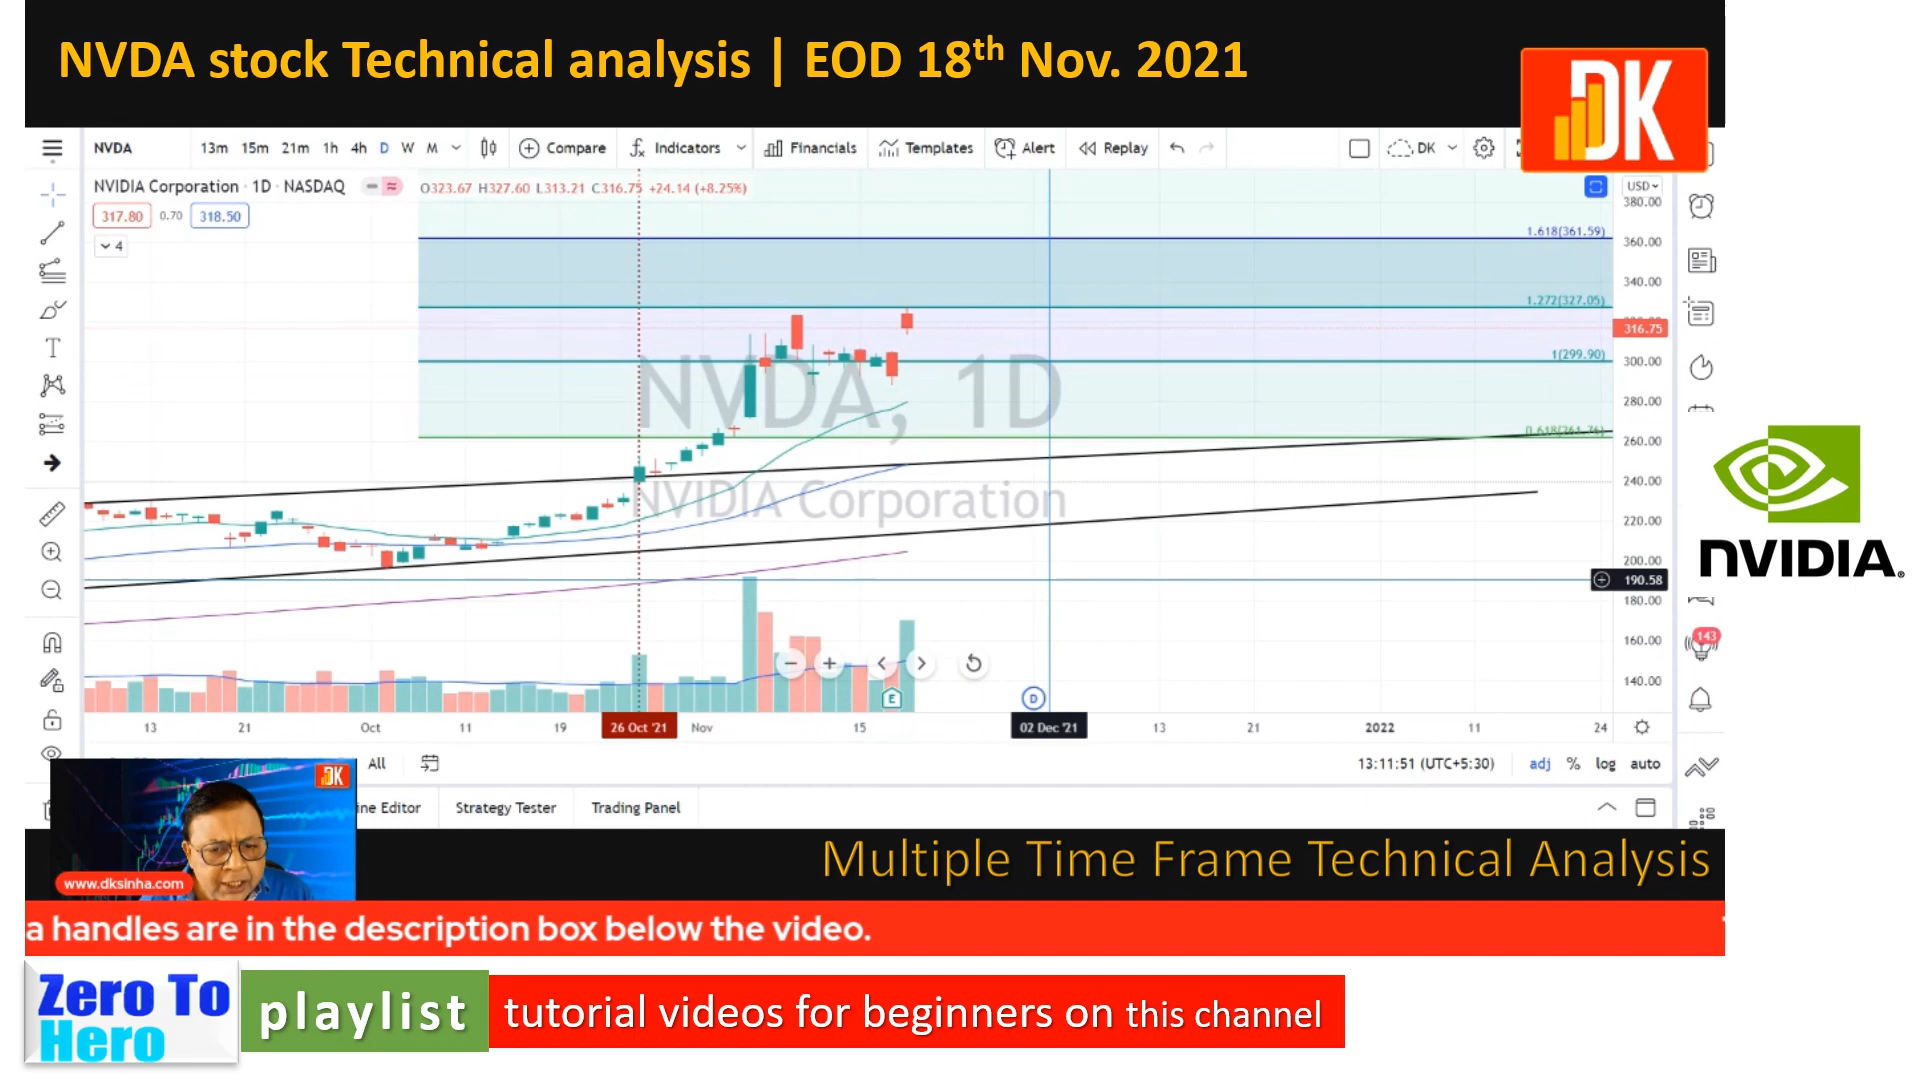 NVDA stock Technical analysis | EOD 18th Nov. 2021
DK
NVDA 13m 15m 21m 1h 4h D W M Compare Indicators Financials Templates Alert Replay DK
NVIDIA Corporation · 1D · NASDAQ O323.67 H327.60 L313.21 C316.75 +24.14 (+8.25%)
USD
317.80 0.70 318.50
4
380.00
1.618(361.59)
360.00
340.00
1.272(327.05)
316.75
1(299.90)
300.00
280.00
0.618(261.76)
260.00
240.00
220.00
200.00
190.58
180.00
160.00
140.00
NVDA, 1D
NVIDIA Corporation
143
E
D
13 21 Oct 11 19 26 Oct '21 Nov 15 02 Dec '21 13 21 2022 11 24
All
13:11:51 (UTC+5:30) adj % log auto
ine Editor Strategy Tester Trading Panel
NVIDIA
DK
www.dksinha.com
Multiple Time Frame Technical Analysis
a handles are in the description box below the video.
Zero To
Hero
playlist
tutorial videos for beginners on this channel